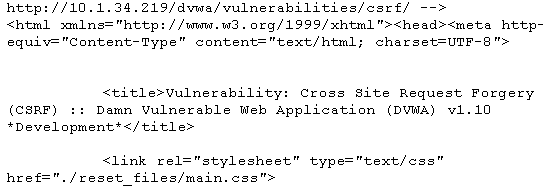 http://10.1.34.219/dvwa/vulnerabilities/csrf/ -->
<html xmlns="http://www.w3.org/1999/xhtml"><head><meta http-
equiv="Content-Type" content="text/html; charset=UTF-8">
<title>Vulnerability: Cross Site Request Forgery
(CSRF) :: Damn Vulnerable Web Application (DVWA) v1.10
*Development*</title>
<link rel="stylesheet" type="text/css"
href="./reset_files/main.css">